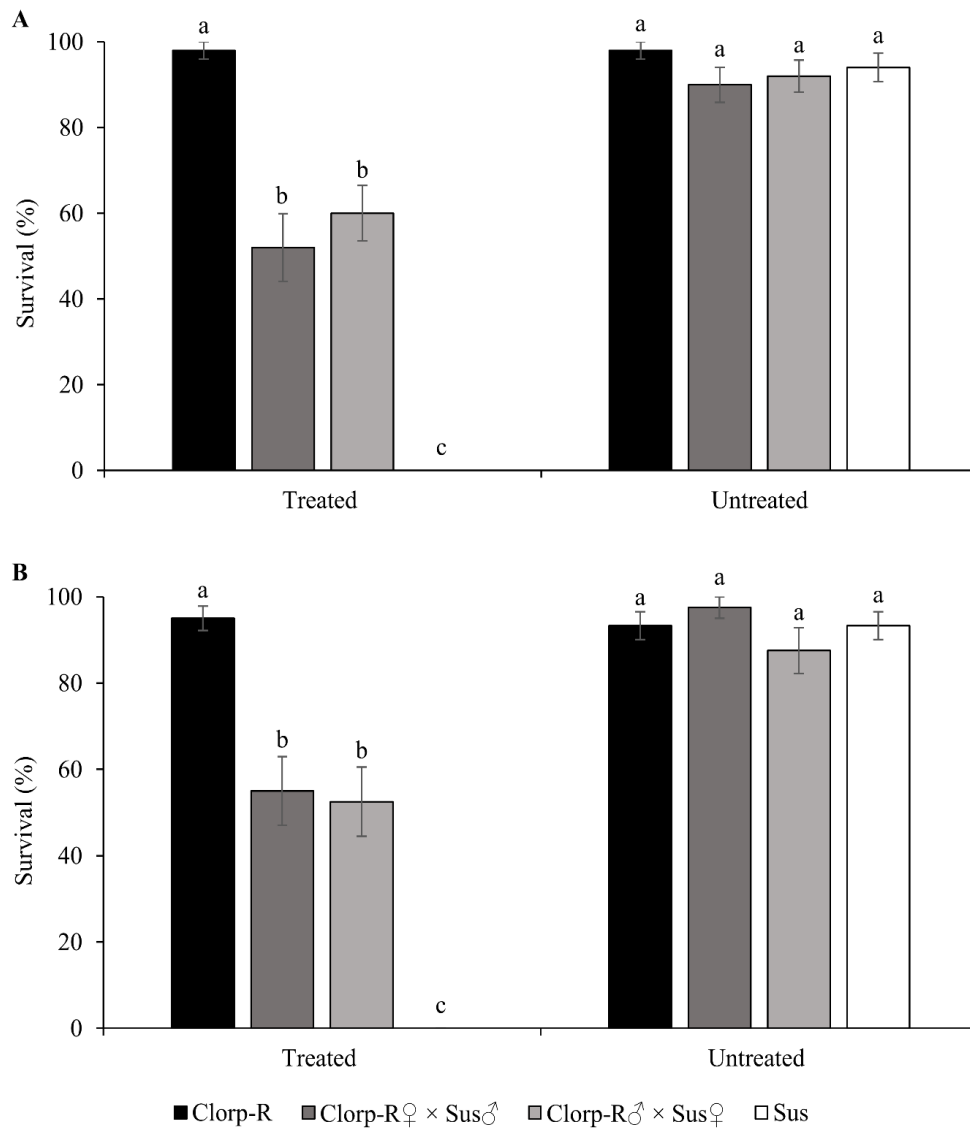 A
a
a
a
a
a
100
80
b
b
60
Survival (%)
40
20
c
0
Treated
Untreated
B
a
a
a
a
a
100
80
b
b
60
Survival (%)
40
20
c
0
Treated
Untreated
Clorp-R Clorp-R♀ × Sus♂ Clorp-R♂ × Sus♀ Sus